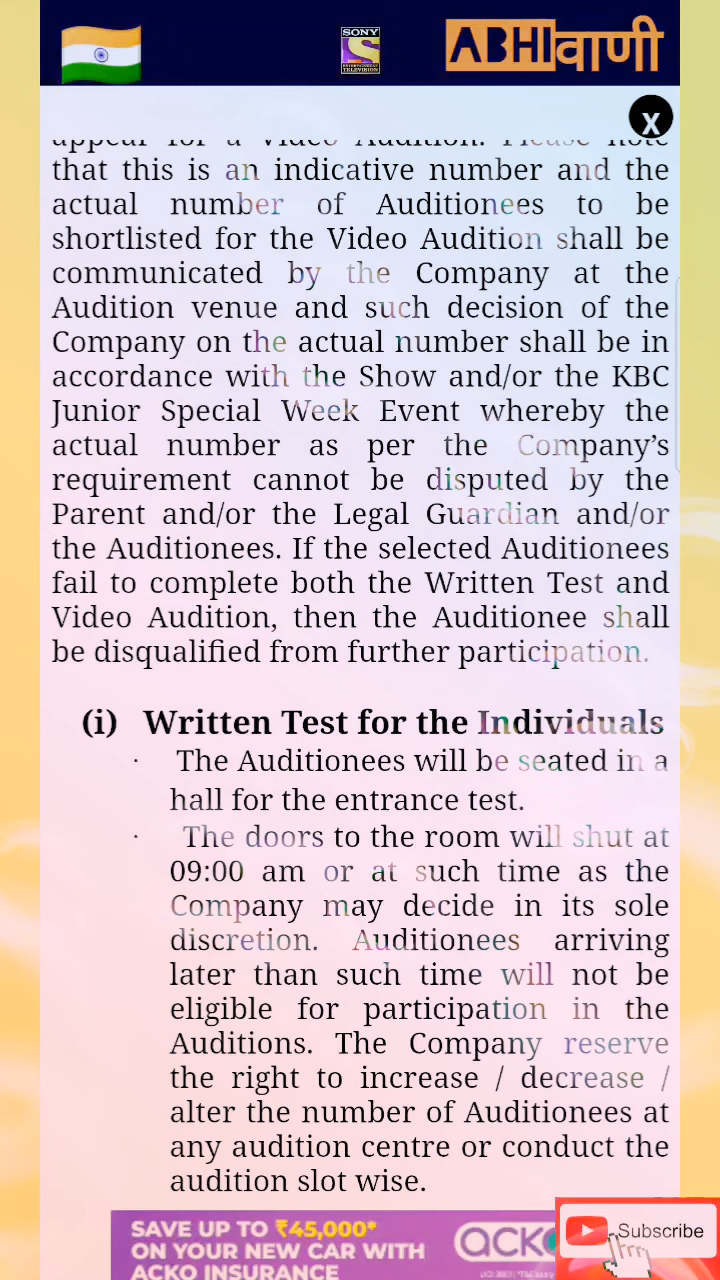 SONY
ENTERTAINMENT
TELEVISION
ABHIवाणी
X
appear for a Video Audition. Please note
that this is an indicative number and the
actual number of Auditionees to be
shortlisted for the Video Audition shall be
communicated by the Company at the
Audition venue and such decision of the
Company on the actual number shall be in
accordance with the Show and/or the KBC
Junior Special Week Event whereby the
actual number as per the Company’s
requirement cannot be disputed by the
Parent and/or the Legal Guardian and/or
the Auditionees. If the selected Auditionees
fail to complete both the Written Test and
Video Audition, then the Auditionee shall
be disqualified from further participation.
(i) Written Test for the Individuals
· The Auditionees will be seated in a
hall for the entrance test.
· The doors to the room will shut at
09:00 am or at such time as the
Company may decide in its sole
discretion. Auditionees arriving
later than such time will not be
eligible for participation in the
Auditions. The Company reserve
the right to increase / decrease /
alter the number of Auditionees at
any audition centre or conduct the
audition slot wise.
SAVE UP TO ₹45,000*
ON YOUR NEW CAR WITH
ACKO INSURANCE
acko
Subscribe